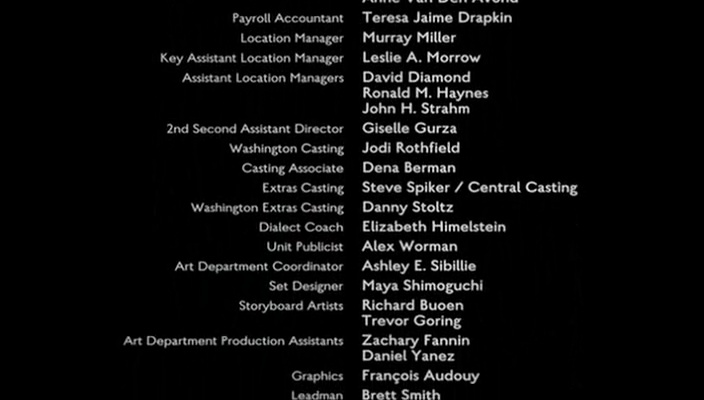 Anne Van Den Avond
Payroll Accountant Teresa Jaime Drapkin
Location Manager Murray Miller
Key Assistant Location Manager Leslie A. Morrow
Assistant Location Managers David Diamond
Ronald M. Haynes
John H. Strahm
2nd Second Assistant Director Giselle Gurza
Washington Casting Jodi Rothfield
Casting Associate Dena Berman
Extras Casting Steve Spiker / Central Casting
Washington Extras Casting Danny Stoltz
Dialect Coach Elizabeth Himelstein
Unit Publicist Alex Worman
Art Department Coordinator Ashley E. Sibillie
Set Designer Maya Shimoguchi
Storyboard Artists Richard Buoen
Trevor Goring
Art Department Production Assistants Zachary Fannin
Daniel Yanez
Graphics François Audouy
Leadman Brett Smith